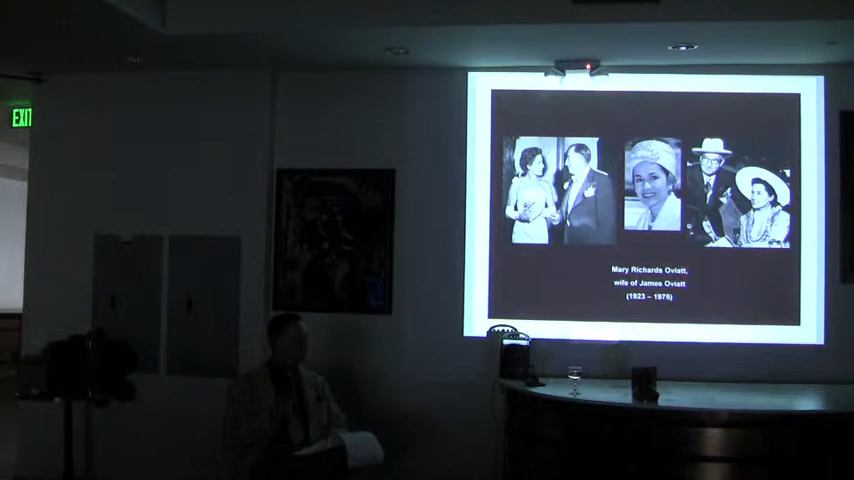 EXIT
Mary Richards Oviatt,
wife of James Oviatt
(1923 – 1975)